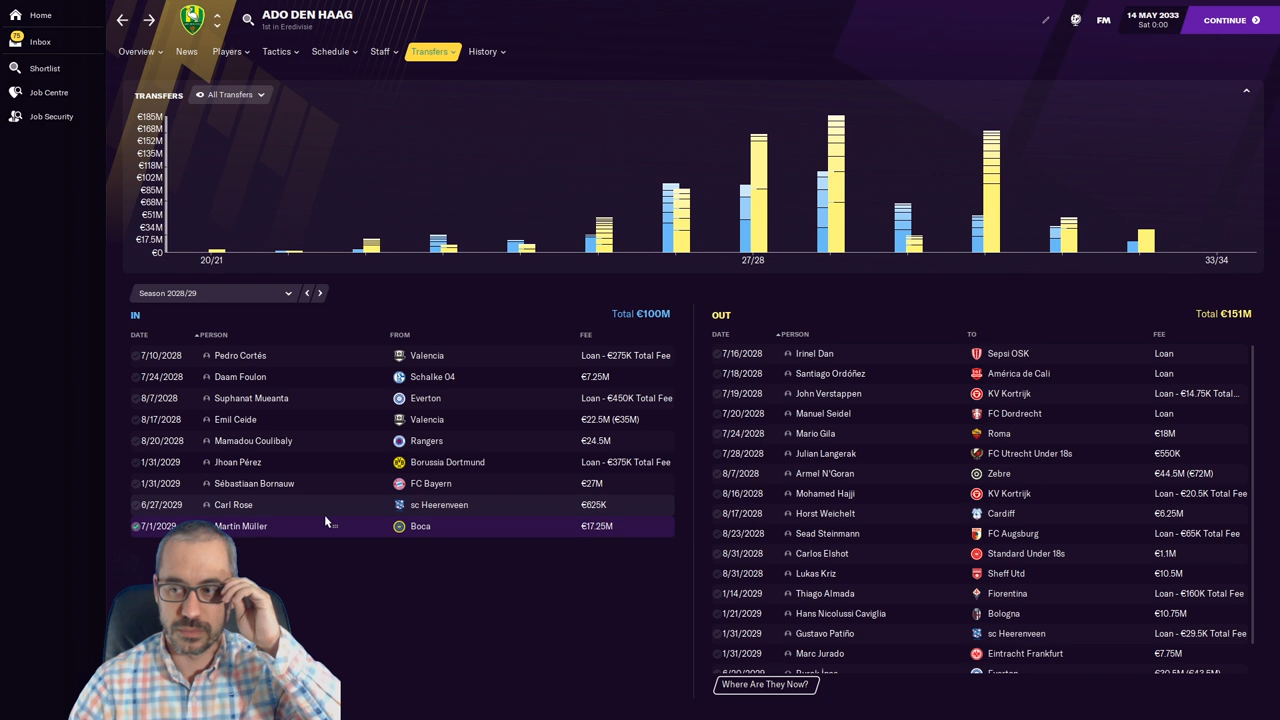 Home
75
Inbox
Shortlist
Job Centre
Job Security
ADO DEN HAAG
1st in Eredivisie
FM
14 MAY 2033
Sat 0:00
CONTINUE
Overview
News
Players
Tactics
Schedule
Staff
Transfers
History
TRANSFERS
All Transfers
€185M
€168M
€152M
€135M
€118M
€102M
€85M
€68M
€51M
€34M
€17.5M
€0
20/21
27/28
33/34
Season 2028/29
IN
Total €100M
DATE PERSON FROM FEE
7/10/2028 Pedro Cortés Valencia Loan - €275K Total Fee
7/24/2028 Daam Foulon Schalke 04 €7.25M
8/7/2028 Suphanat Mueanta Everton Loan - €450K Total Fee
8/17/2028 Emil Ceide Valencia €22.5M (€35M)
8/20/2028 Mamadou Coulibaly Rangers €24.5M
1/31/2029 Jhoan Pérez Borussia Dortmund Loan - €375K Total Fee
1/31/2029 Sébastiaan Bornauw FC Bayern €27M
6/27/2029 Carl Rose sc Heerenveen €625K
7/1/2029 Martín Müller Boca €17.25M
OUT
Total €151M
DATE PERSON TO FEE
7/16/2028 Irinel Dan Sepsi OSK Loan
7/18/2028 Santiago Ordóñez América de Cali Loan
7/19/2028 John Verstappen KV Kortrijk Loan - €14.75K Total...
7/20/2028 Manuel Seidel FC Dordrecht Loan
7/24/2028 Mario Gila Roma €18M
7/28/2028 Julian Langerak FC Utrecht Under 18s €550K
8/7/2028 Armel N'Goran Zebre €44.5M (€72M)
8/16/2028 Mohamed Hajji KV Kortrijk Loan - €20.5K Total Fee
8/17/2028 Horst Weichelt Cardiff €6.25M
8/23/2028 Sead Steinmann FC Augsburg Loan - €65K Total Fee
8/31/2028 Carlos Elshot Standard Under 18s €1.1M
8/31/2028 Lukas Kriz Sheff Utd €10.5M
1/14/2029 Thiago Almada Fiorentina Loan - €160K Total Fee
1/21/2029 Hans Nicolussi Caviglia Bologna €10.75M
1/31/2029 Gustavo Patiño sc Heerenveen Loan - €29.5K Total Fee
1/31/2029 Marc Jurado Eintracht Frankfurt €7.75M
Everton
Where Are They Now?